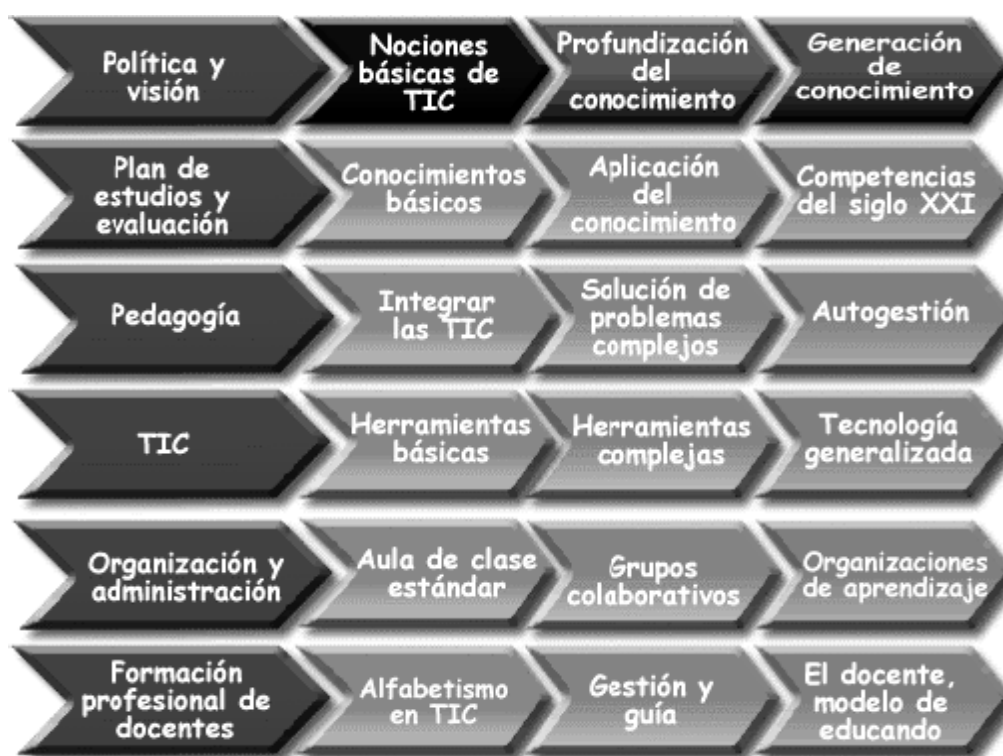 Política y
visión
Nociones
básicas de
TIC
Profundización
del
conocimiento
Generación
de
conocimiento
Plan de
estudios y
evaluación
Conocimientos
básicos
Aplicación
del
conocimiento
Competencias
del siglo XXI
Pedagogía
Integrar
las TIC
Solución de
problemas
complejos
Autogestión
TIC
Herramientas
básicas
Herramientas
complejas
Tecnología
generalizada
Organización y
administración
Aula de clase
estándar
Grupos
colaborativos
Organizaciones
de aprendizaje
Formación
profesional de
docentes
Alfabetismo
en TIC
Gestión y
guía
El docente,
modelo de
educando